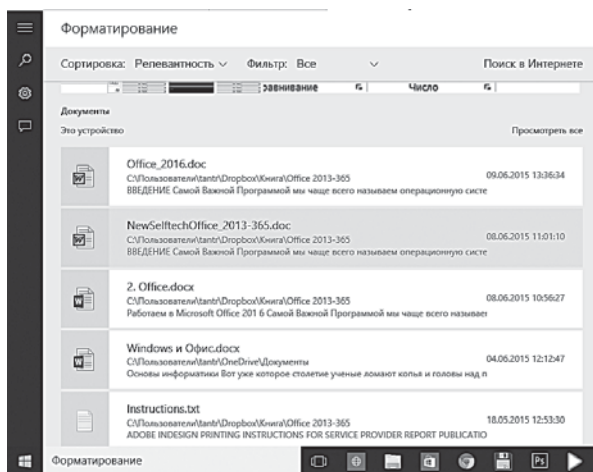 Форматирование
Сортировка: Релевантность Фильтр: Все Поиск в Интернете
Число
Документы
Это устройство Просмотреть все
Office_2016.doc
C:\Пользователи\tantr\Dropbox\Книга\Office 2013-365 09.06.2015 13:36:34
ВВЕДЕНИЕ Самой Важной Программой мы чаще всего называем операционную систе
NewSelftechOffice_2013-365.doc
C:\Пользователи\tantr\Dropbox\Книга\Office 2013-365 08.06.2015 11:01:10
ВВЕДЕНИЕ Самой Важной Программой мы чаще всего называем операционную систе
2. Office.docx
C:\Пользователи\tantr\Dropbox\Книга\Office 2013-365 08.06.2015 10:56:27
Работаем в Microsoft Office 201 6 Самой Важной Программой мы чаще всего называет
Windows и Офис.docx
C:\Пользователи\tantr\OneDrive\Документы 04.06.2015 12:12:47
Основы информатики Вот уже которое столетие ученые ломают копья и головы над п
Instructions.txt
C:\Пользователи\tantr\Dropbox\Книга\Office 2013-365 18.05.2015 12:53:30
ADOBE INDESIGN PRINTING INSTRUCTIONS FOR SERVICE PROVIDER REPORT PUBLICATIO
Форматирование Ps